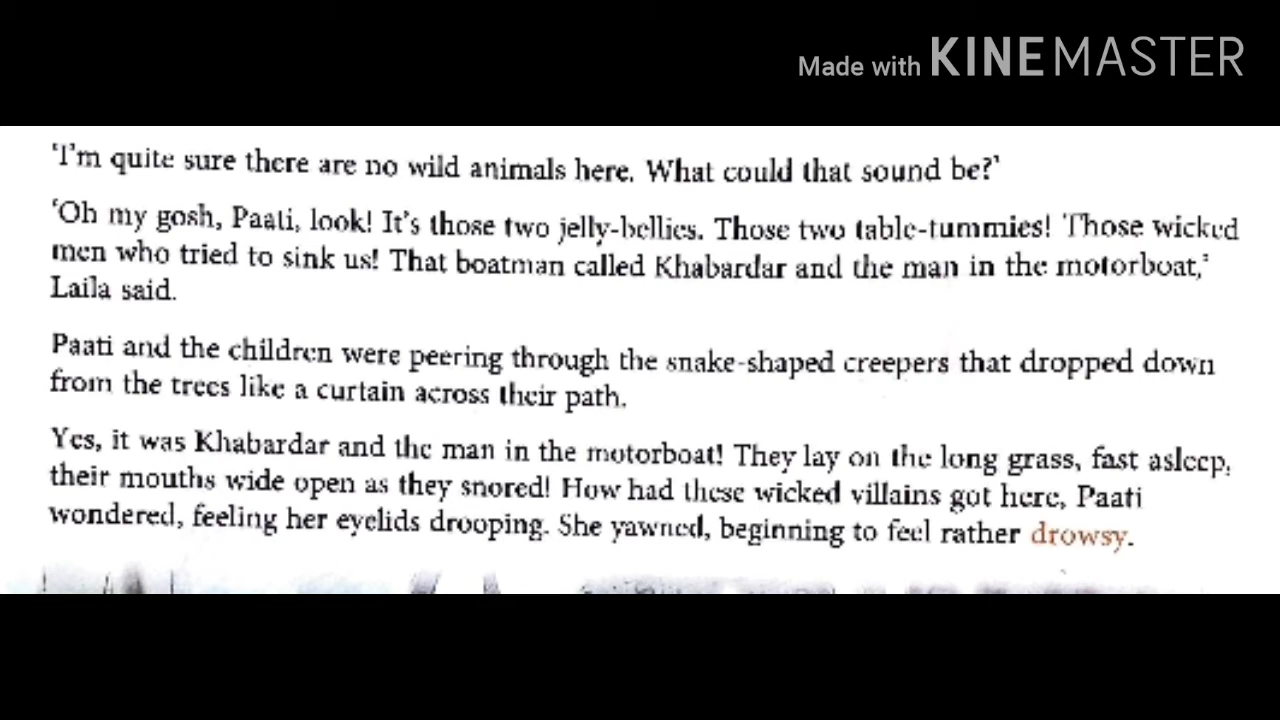 Made with KINEMASTER
'I'm quite sure there are no wild animals here. What could that sound be?'
'Oh my gosh, Paati, look! It's those two jelly-bellies. Those two table-tummies! Those wicked
men who tried to sink us! That boatman called Khabardar and the man in the motorboat,'
Laila said.
Paati and the children were peering through the snake-shaped creepers that dropped down
from the trees like a curtain across their path.
Yes, it was Khabardar and the man in the motorboat! They lay on the long grass, fast asleep,
their mouths wide open as they snored! How had these wicked villains got here, Paati
wondered, feeling her eyelids drooping. She yawned, beginning to feel rather drowsy.